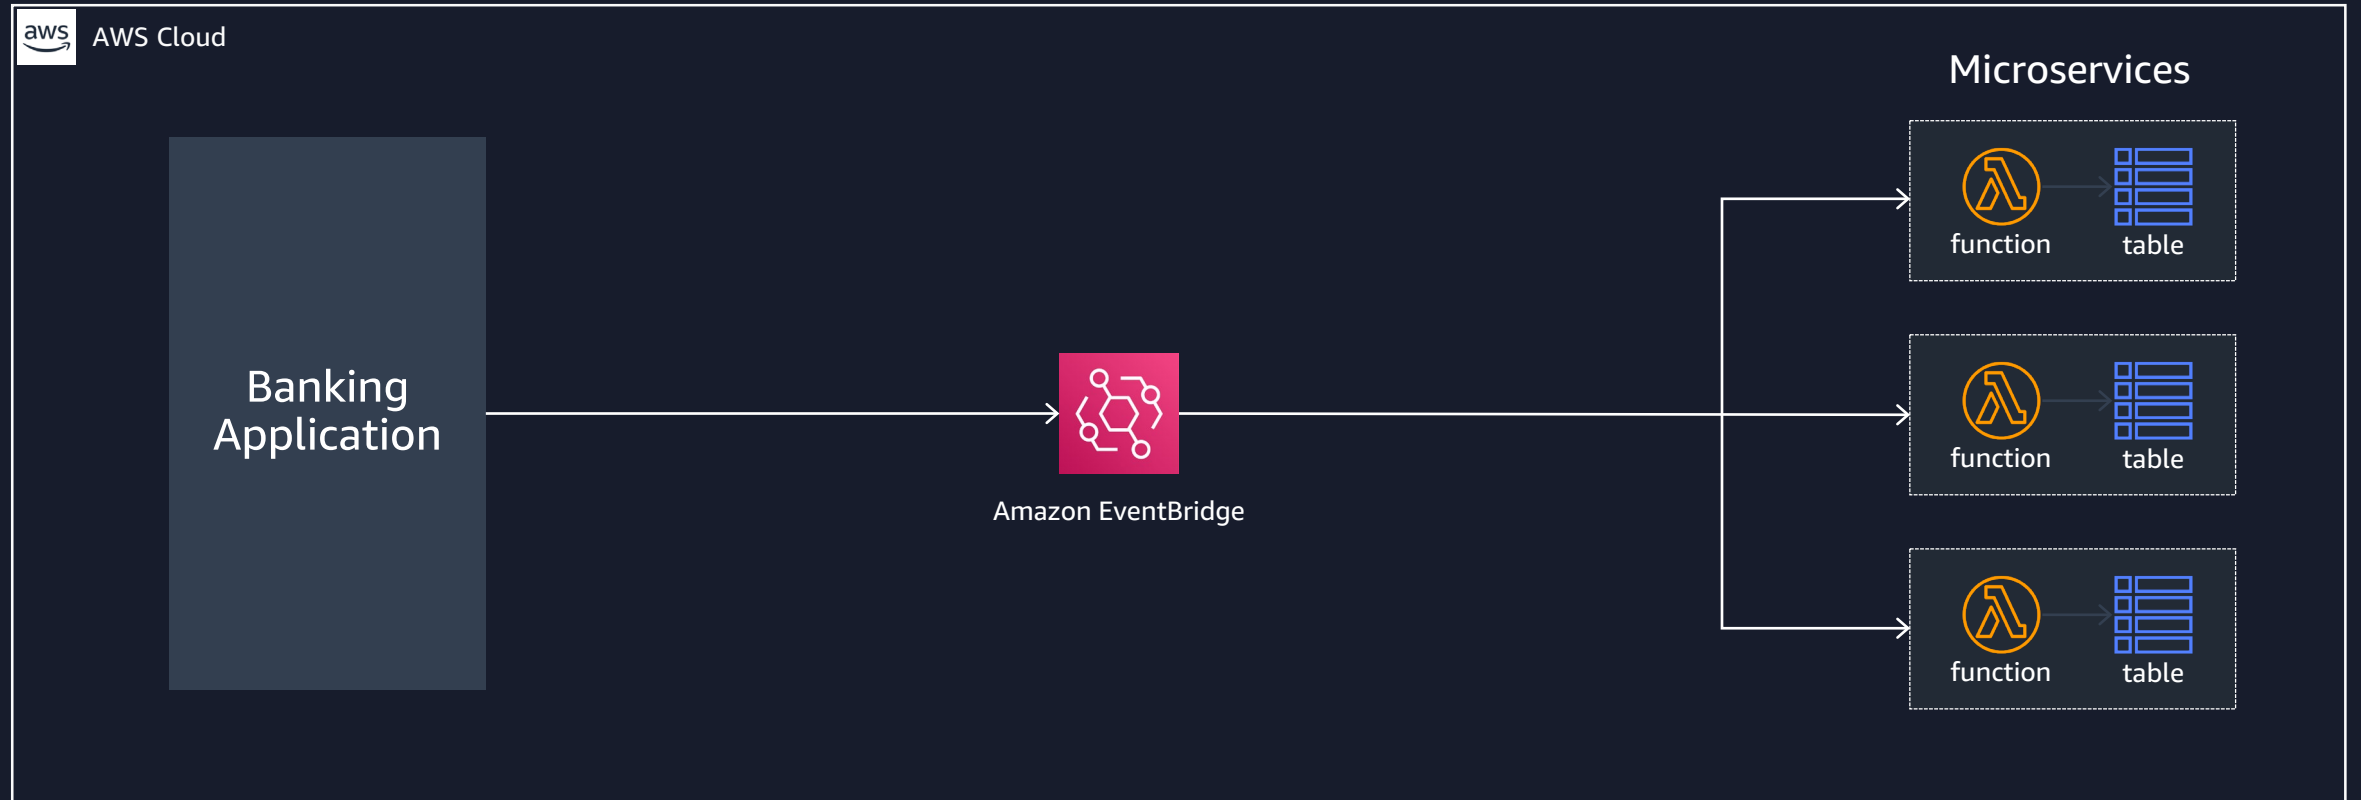 aws
AWS Cloud
Microservices
Banking
Application
Amazon EventBridge
function
table
function
table
function
table